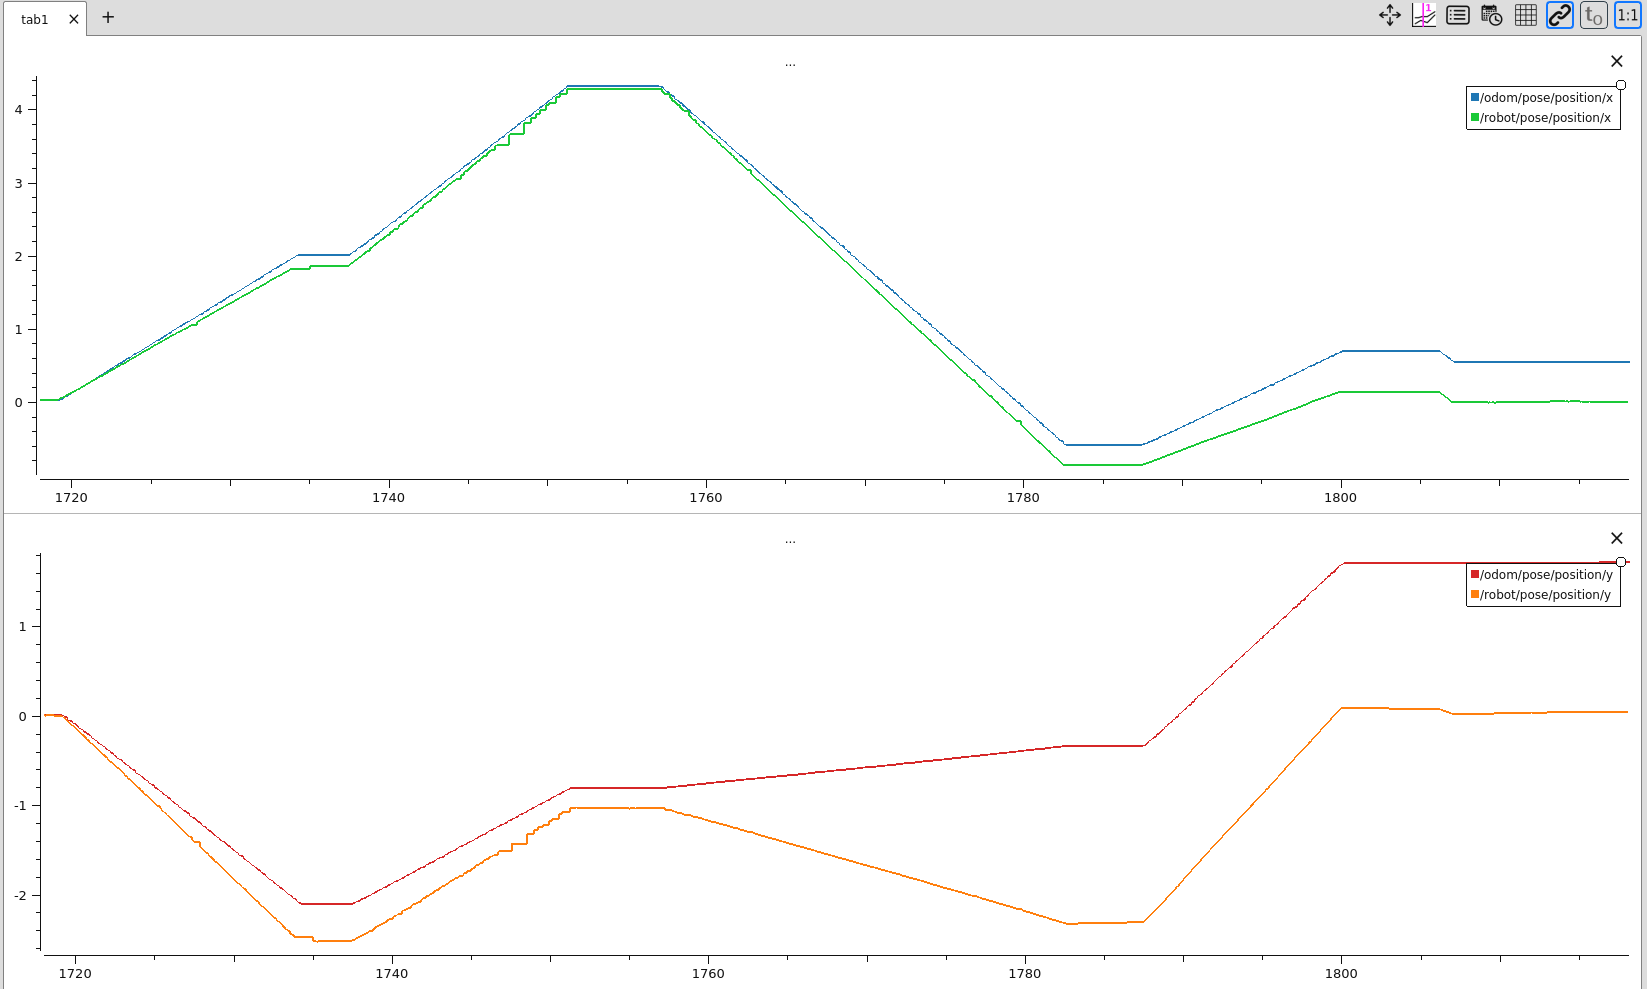 tab1 × +
1 t₀ 1:1
...
/odom/pose/position/x
/robot/pose/position/x
4
3
2
1
0
1720 1740 1760 1780 1800
...
/odom/pose/position/y
/robot/pose/position/y
1
0
-1
-2
1720 1740 1760 1780 1800